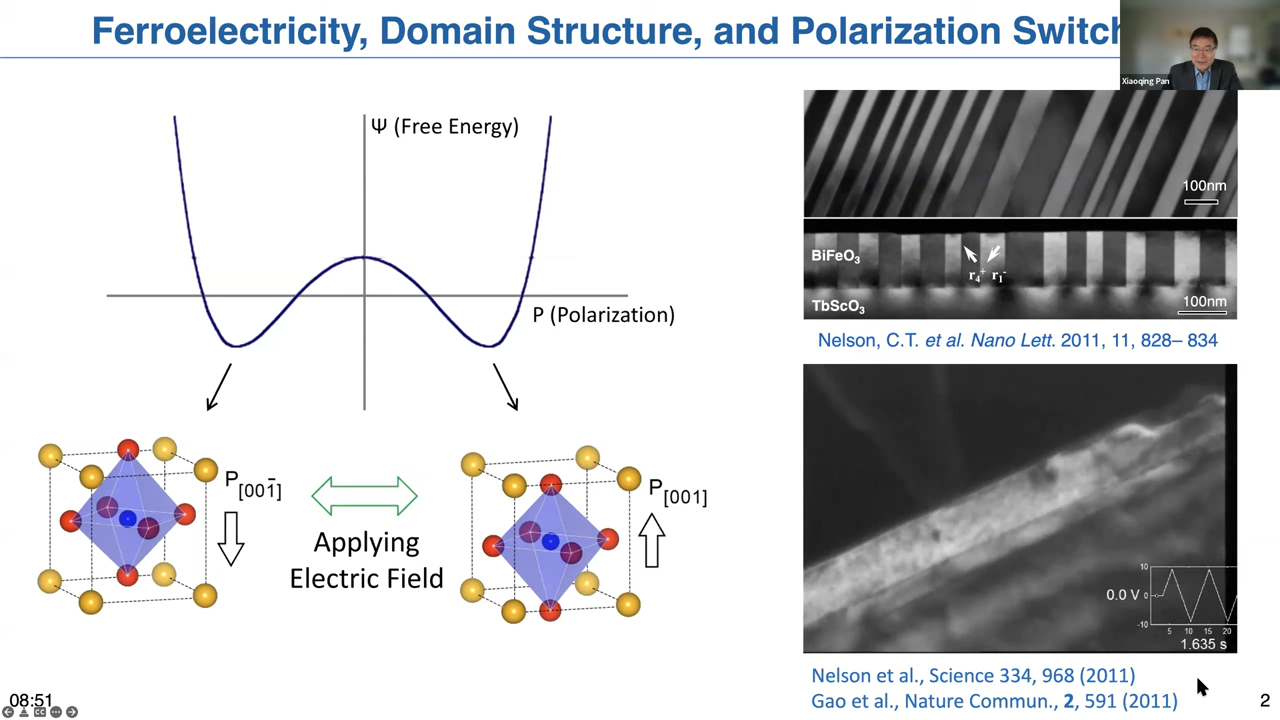 Ferroelectricity, Domain Structure, and Polarization Switch
Xiaoqing Pan
Ψ (Free Energy)
P (Polarization)
P[001̄]
Applying
Electric Field
P[001]
100nm
BiFeO3
r4+ r1-
TbScO3
100nm
Nelson, C.T. et al. Nano Lett. 2011, 11, 828– 834
10
0.0 V 0
-10
5 10 15 20
1.635 s
Nelson et al., Science 334, 968 (2011)
Gao et al., Nature Commun., 2, 591 (2011)
08:51
2